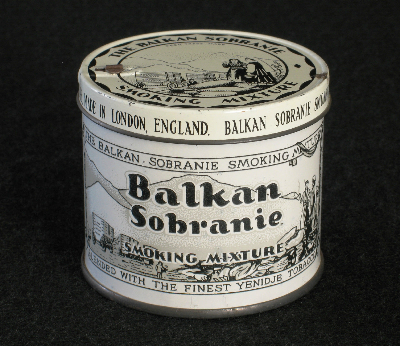 THE BALKAN SOBRANIE
SMOKING MIXTURE
MADE IN LONDON, ENGLAND. BALKAN SOBRANIE
THE BALKAN · SOBRANIE SMOKING
Balkan
Sobranie
SMOKING MIXTURE
BLENDED WITH THE FINEST YENIDJE TOBACCO